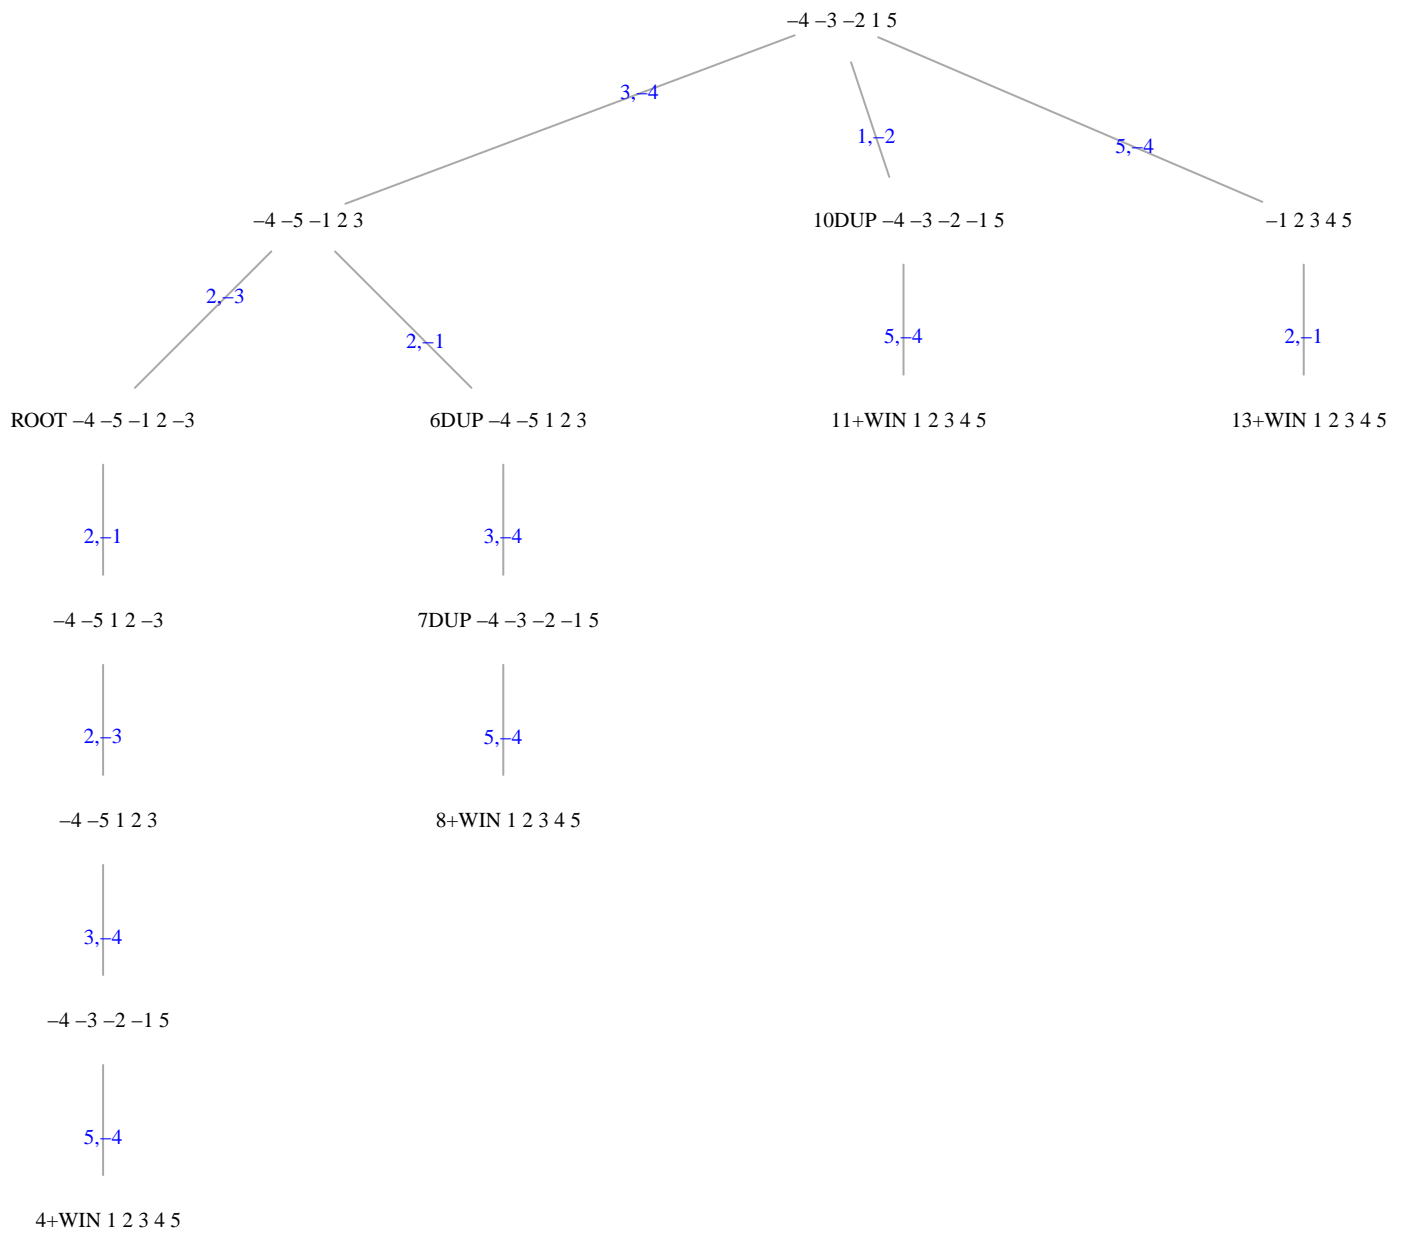 –4 –3 –2 1 5
3,–4
1,–2
5,–4
–4 –5 –1 2 3
10DUP –4 –3 –2 –1 5
–1 2 3 4 5
2,–3
2,–1
5,–4
2,–1
ROOT –4 –5 –1 2 –3
6DUP –4 –5 1 2 3
11+WIN 1 2 3 4 5
13+WIN 1 2 3 4 5
2,–1
3,–4
–4 –5 1 2 –3
7DUP –4 –3 –2 –1 5
2,–3
5,–4
–4 –5 1 2 3
8+WIN 1 2 3 4 5
3,–4
–4 –3 –2 –1 5
5,–4
4+WIN 1 2 3 4 5